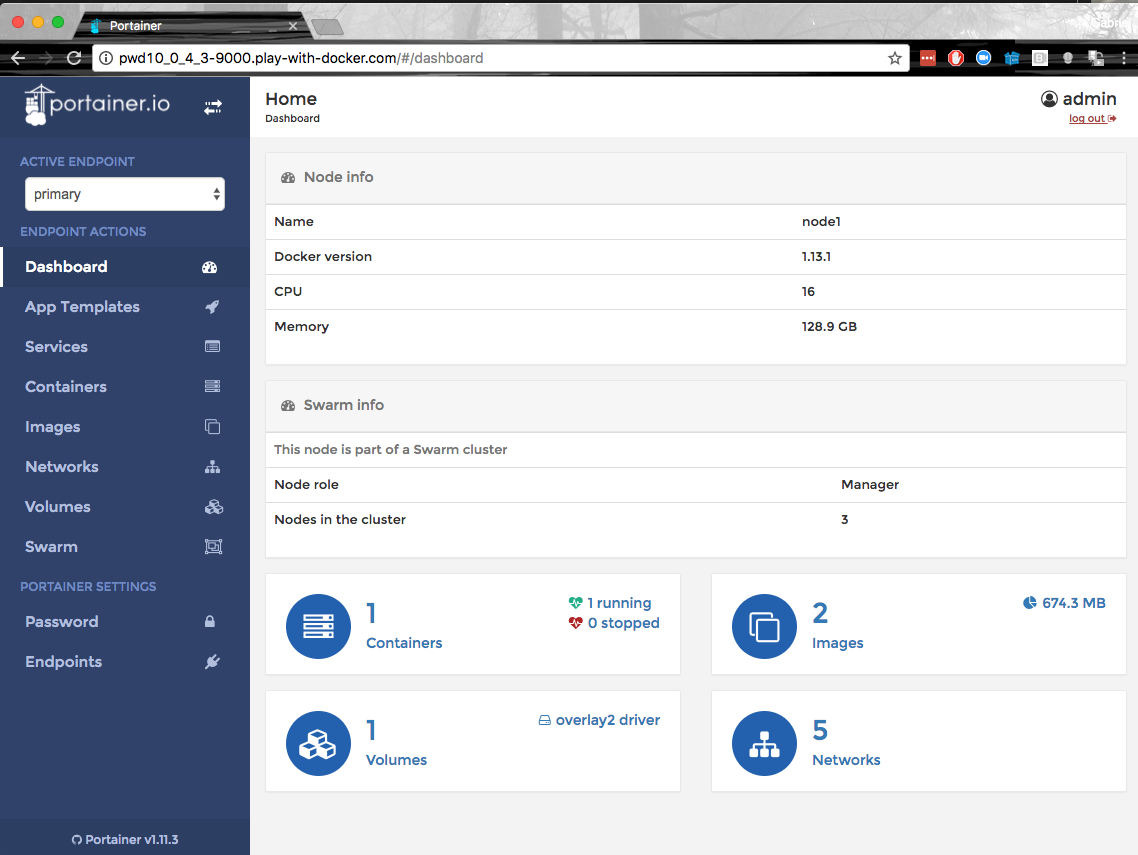 Portainer
pwd10_0_4_3-9000.play-with-docker.com/#/dashboard
portainer.io
ACTIVE ENDPOINT
primary
ENDPOINT ACTIONS
Dashboard
App Templates
Services
Containers
Images
Networks
Volumes
Swarm
PORTAINER SETTINGS
Password
Endpoints
Portainer v1.11.3
Home
Dashboard
admin
log out
Node info
Name node1
Docker version 1.13.1
CPU 16
Memory 128.9 GB
Swarm info
This node is part of a Swarm cluster
Node role Manager
Nodes in the cluster 3
1
Containers
1 running
0 stopped
2
Images
674.3 MB
1
Volumes
overlay2 driver
5
Networks